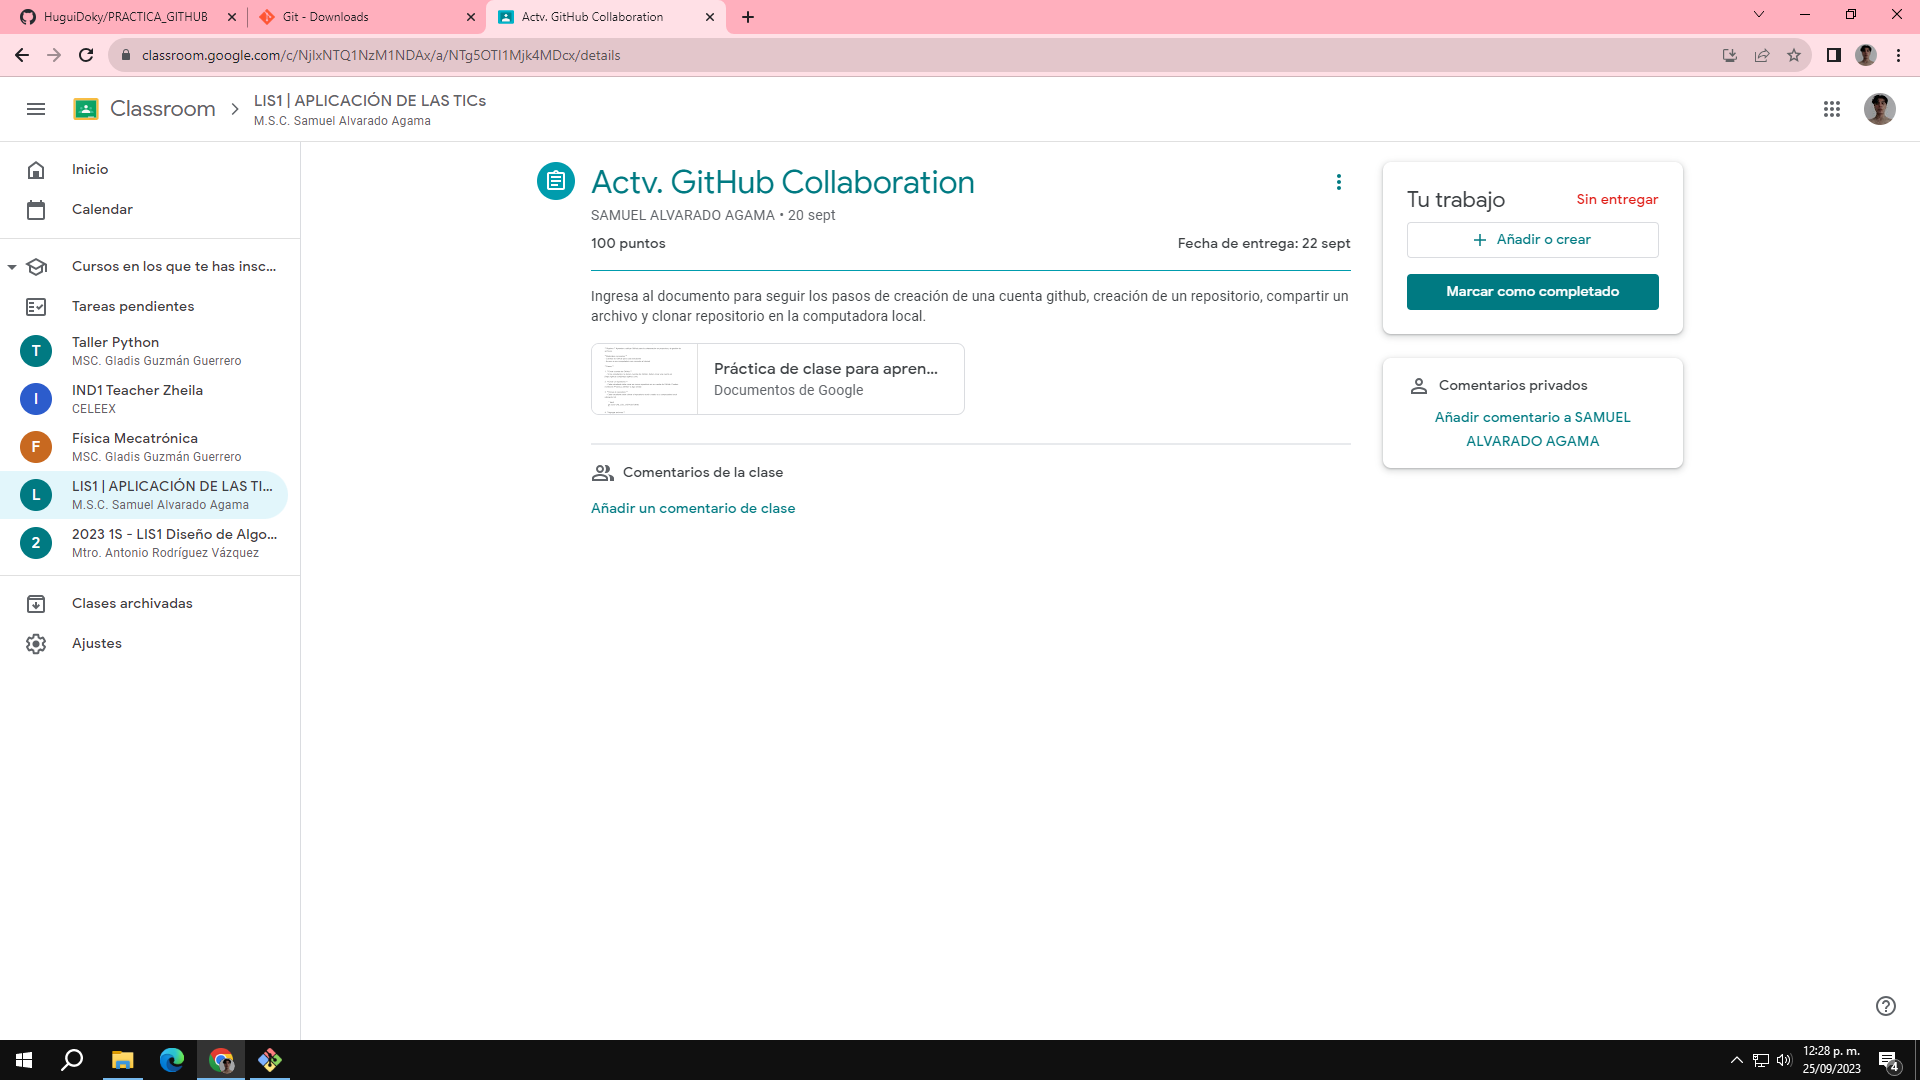 HuguiDoky/PRACTICA_GITHUB
Git - Downloads
Actv. GitHub Collaboration
classroom.google.com/c/NjIxNTQ1NzM1NDAx/a/NTg5OTI1Mjk4MDcx/details
Classroom
LIS1 | APLICACIÓN DE LAS TICs
M.S.C. Samuel Alvarado Agama
Inicio
Calendar
Cursos en los que te has insc...
Tareas pendientes
T
Taller Python
MSC. Gladis Guzmán Guerrero
I
IND1 Teacher Zheila
CELEEX
F
Física Mecatrónica
MSC. Gladis Guzmán Guerrero
L
LIS1 | APLICACIÓN DE LAS TI...
M.S.C. Samuel Alvarado Agama
2
2023 1S - LIS1 Diseño de Algo...
Mtro. Antonio Rodríguez Vázquez
Clases archivadas
Ajustes
Actv. GitHub Collaboration
SAMUEL ALVARADO AGAMA • 20 sept
100 puntos
Fecha de entrega: 22 sept
Ingresa al documento para seguir los pasos de creación de una cuenta github, creación de un repositorio, compartir un
archivo y clonar repositorio en la computadora local.
Práctica de clase para apren...
Documentos de Google
Comentarios de la clase
Añadir un comentario de clase
Tu trabajo
Sin entregar
Añadir o crear
Marcar como completado
Comentarios privados
Añadir comentario a SAMUEL
ALVARADO AGAMA
12:28 p. m.
25/09/2023
4